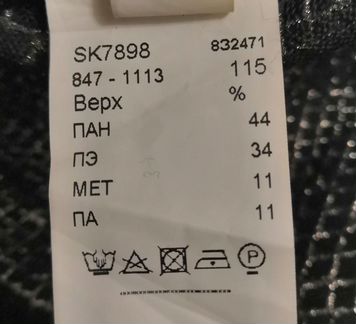 SK7898 832471
847 - 1113 115
Верх %
ПАН 44
ПЭ 34
МЕТ 11
ПА 11
P